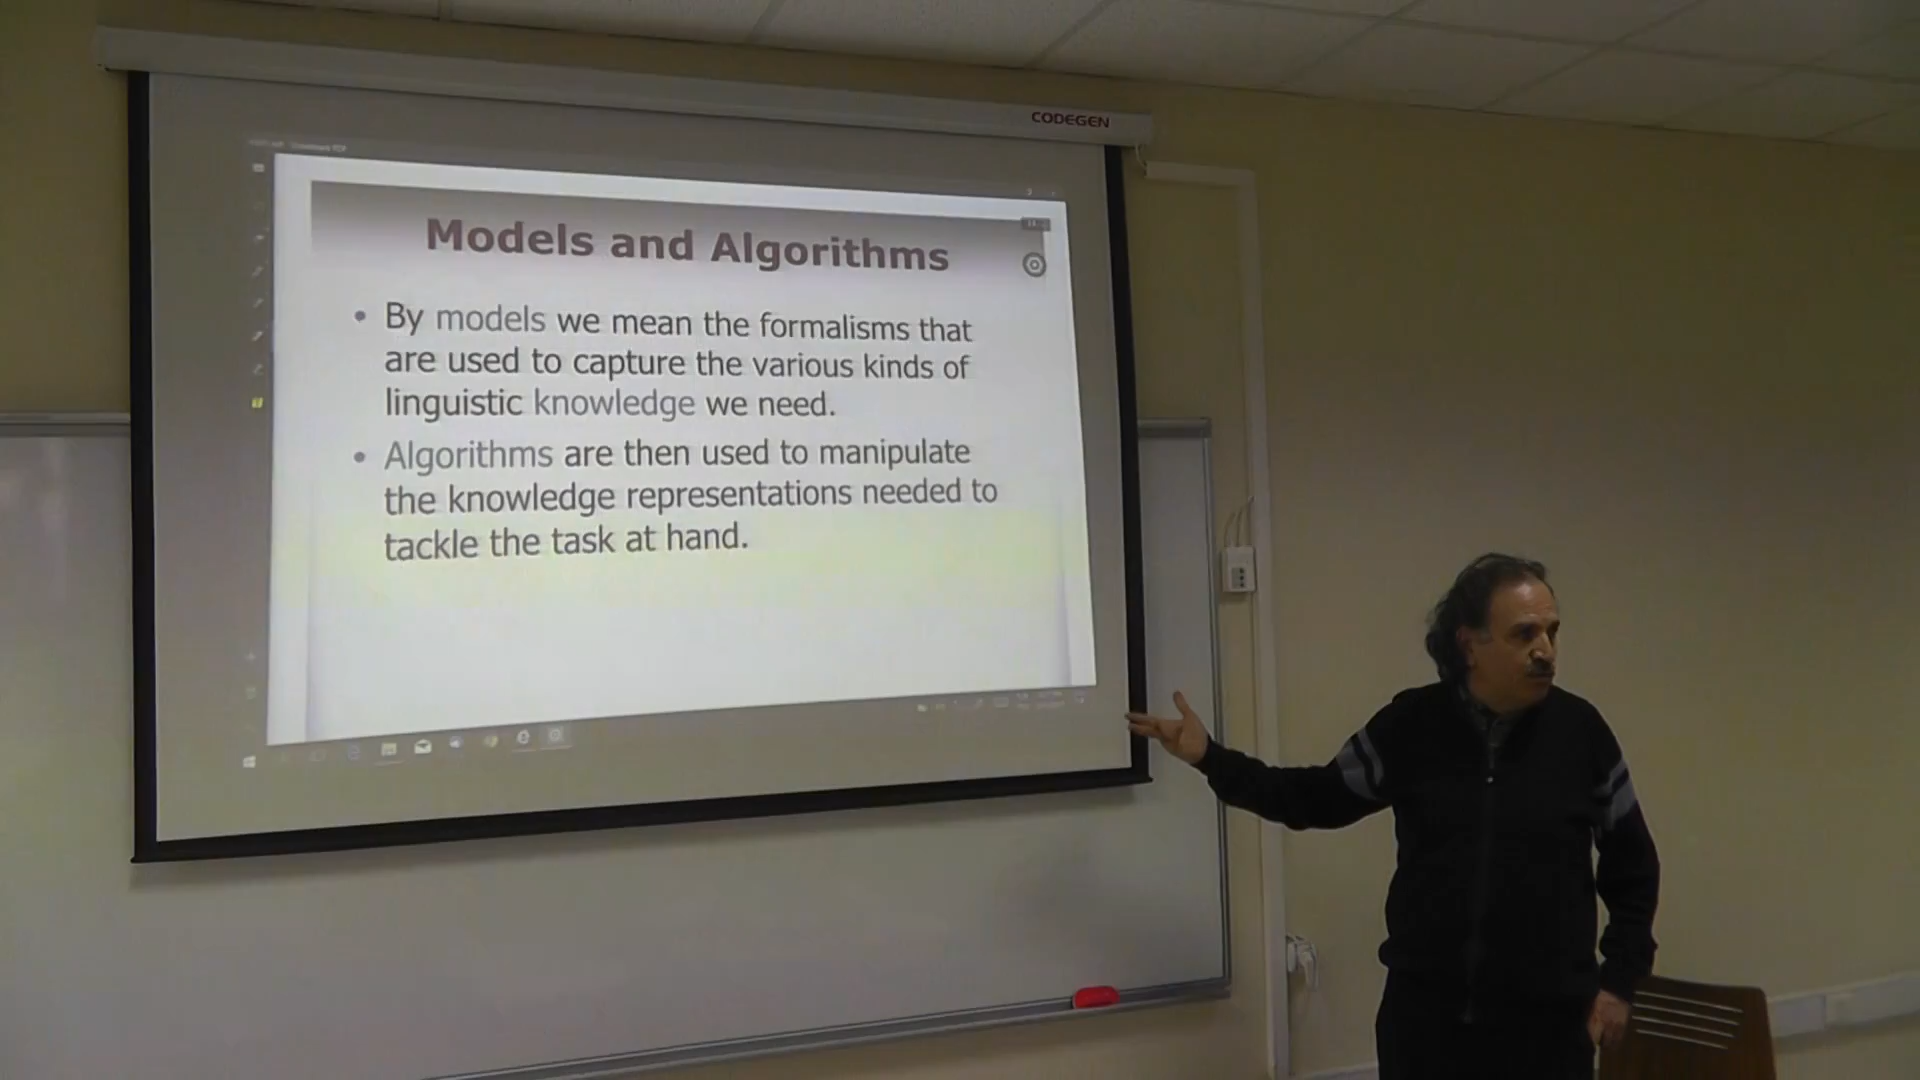 CODEGEN
Models and Algorithms
• By models we mean the formalisms that
are used to capture the various kinds of
linguistic knowledge we need.
• Algorithms are then used to manipulate
the knowledge representations needed to
tackle the task at hand.